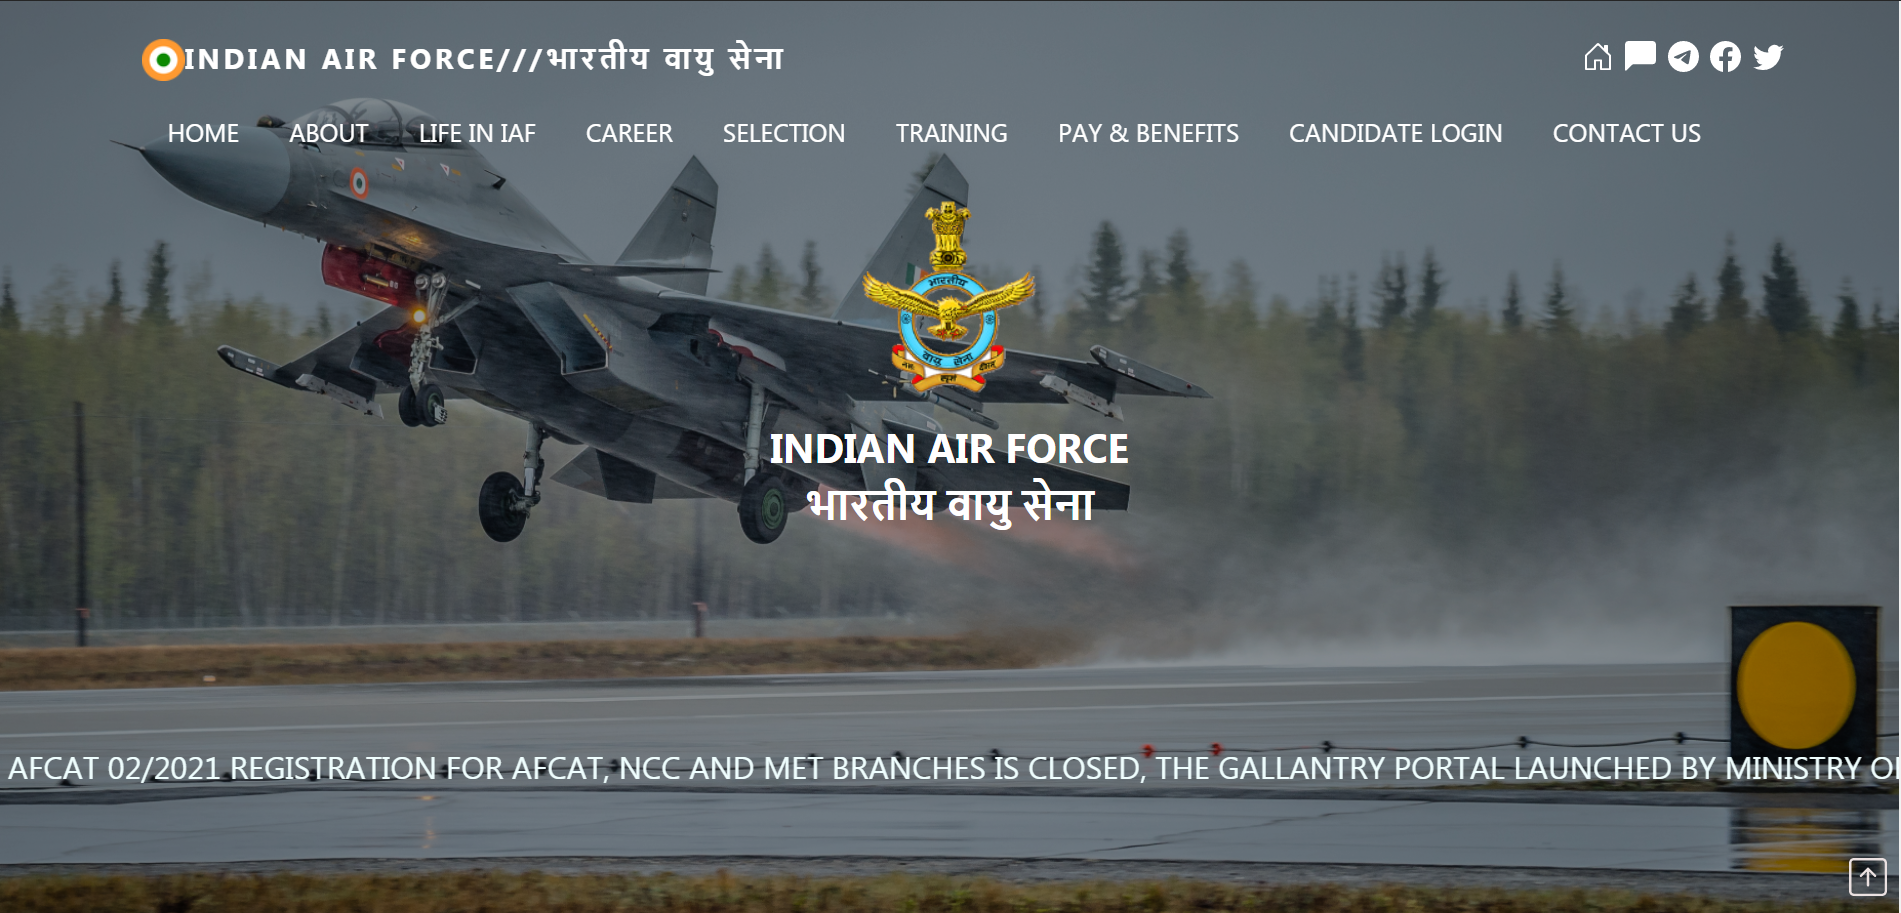 INDIAN AIR FORCE///भारतीय वायु सेना
HOME ABOUT LIFE IN IAF CAREER SELECTION TRAINING PAY & BENEFITS CANDIDATE LOGIN CONTACT US
भारतीय
वायु सेना
INDIAN AIR FORCE
भारतीय वायु सेना
AFCAT 02/2021 REGISTRATION FOR AFCAT, NCC AND MET BRANCHES IS CLOSED, THE GALLANTRY PORTAL LAUNCHED BY MINISTRY